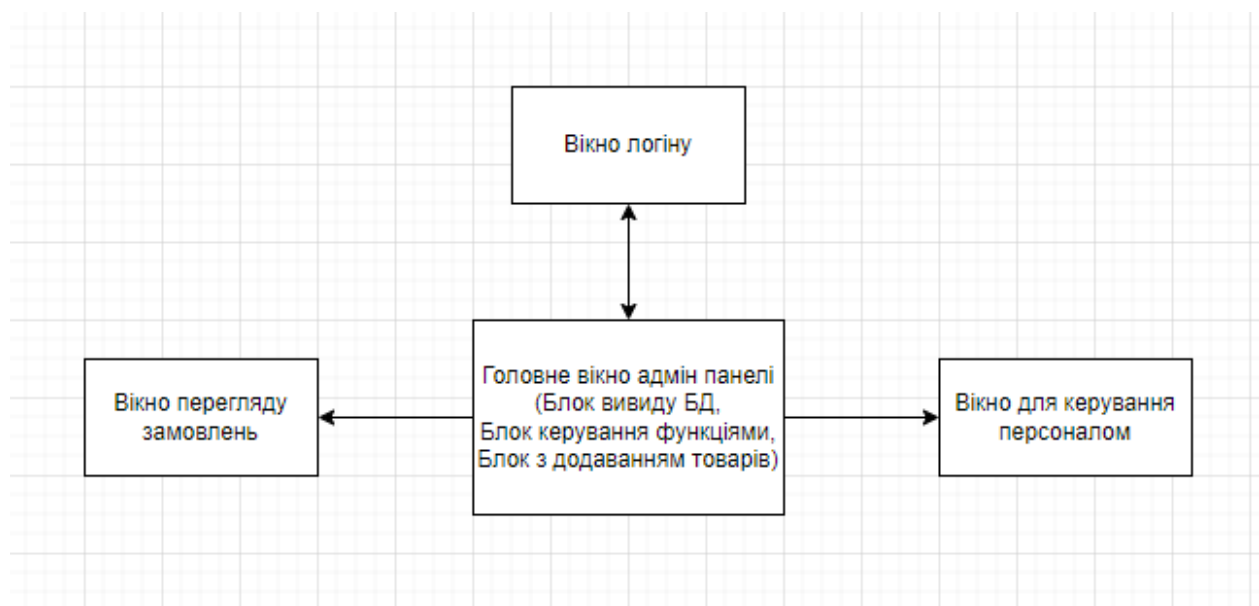 Вікно логіну
Головне вікно адмін панелі
(Блок вивиду БД,
Блок керування функціями,
Блок з додаванням товарів)
Вікно перегляду
замовлень
Вікно для керування
персоналом